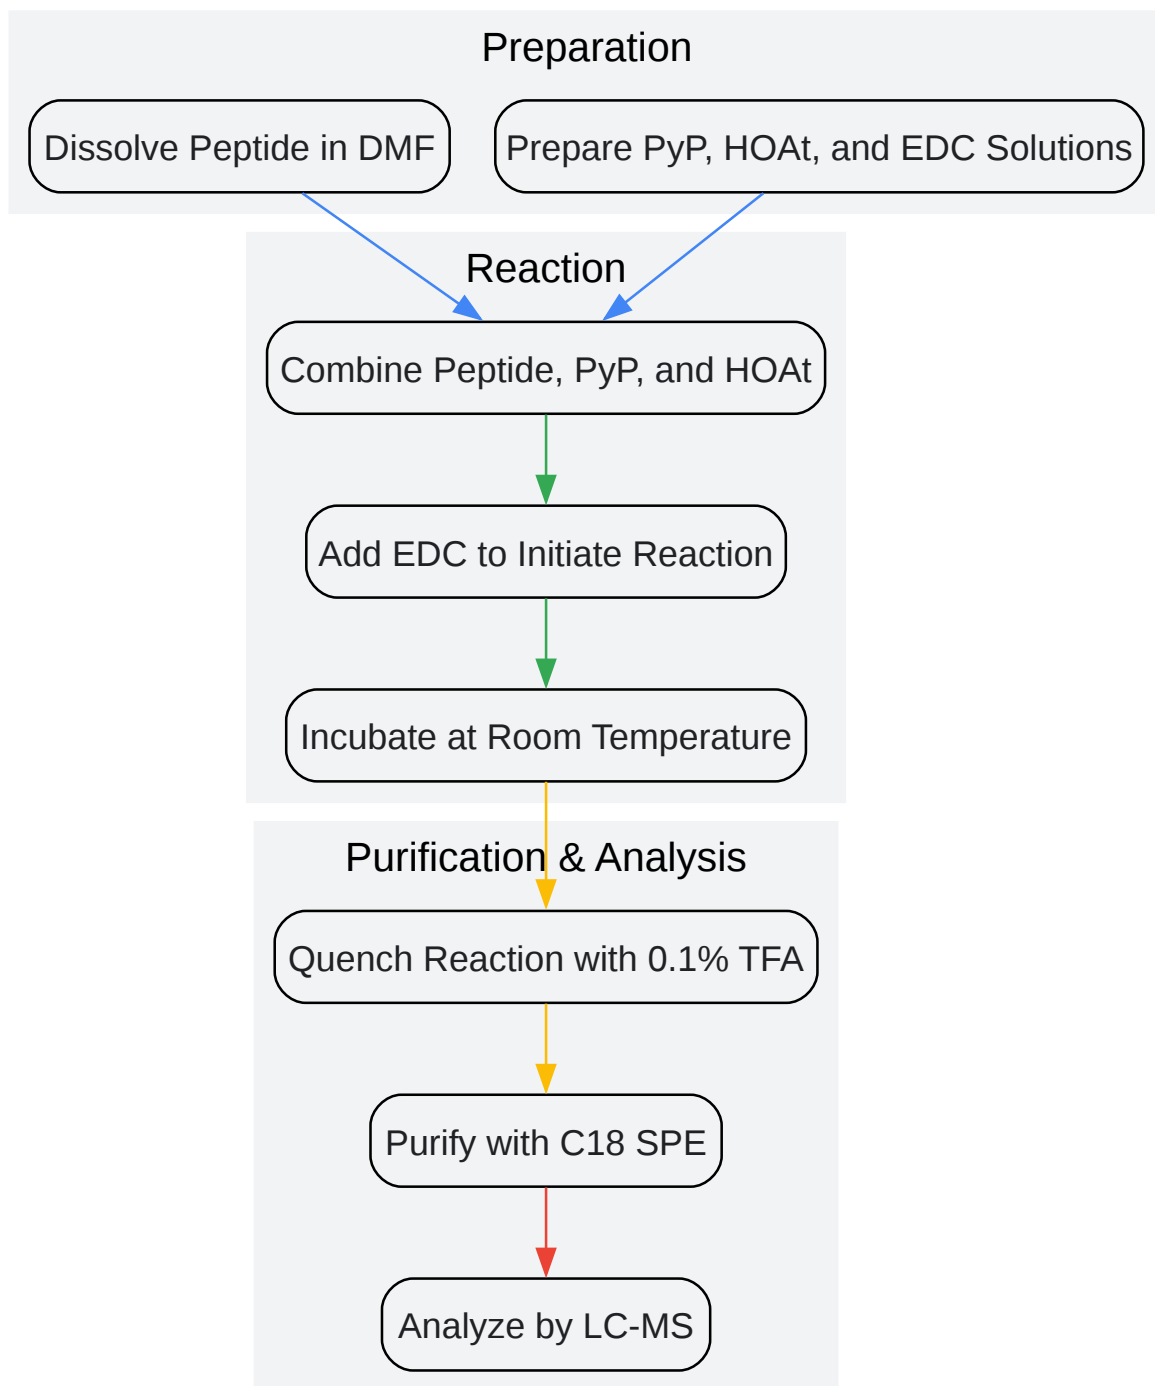 Preparation
Dissolve Peptide in DMF
Prepare PyP, HOAt, and EDC Solutions
Reaction
Combine Peptide, PyP, and HOAt
Add EDC to Initiate Reaction
Incubate at Room Temperature
Purification & Analysis
Quench Reaction with 0.1% TFA
Purify with C18 SPE
Analyze by LC-MS